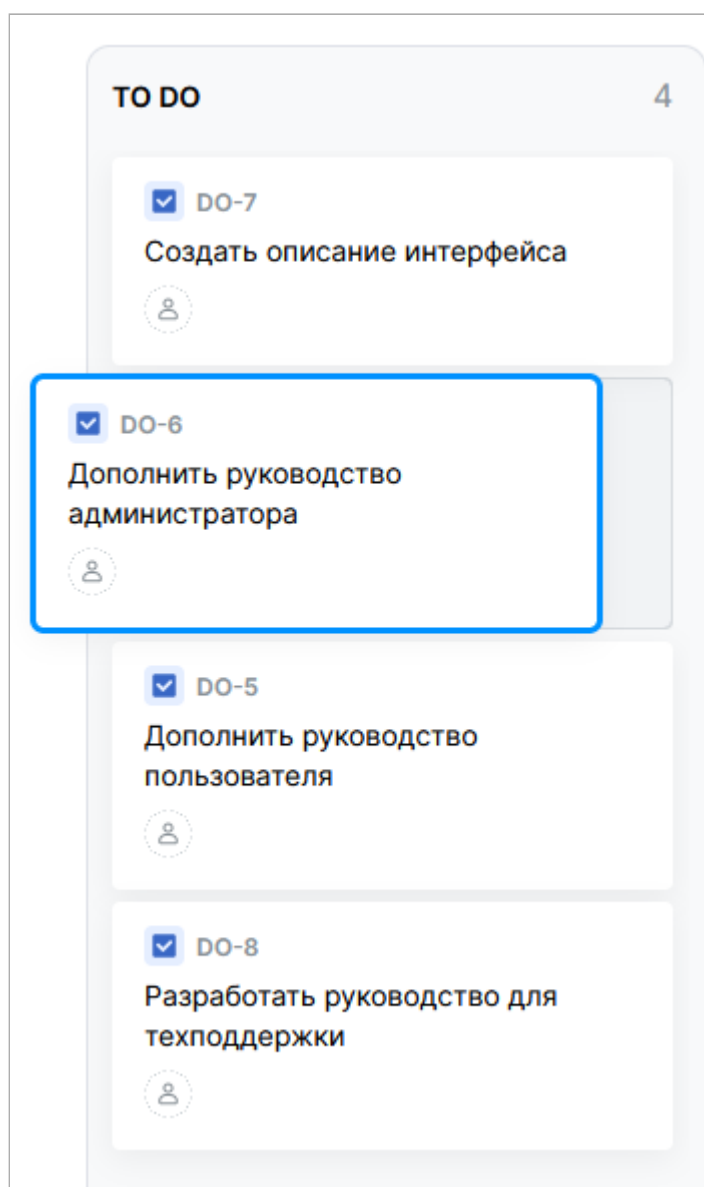 TO DO 4
DO-7
Создать описание интерфейса
DO-6
Дополнить руководство
администратора
DO-5
Дополнить руководство
пользователя
DO-8
Разработать руководство для
техподдержки